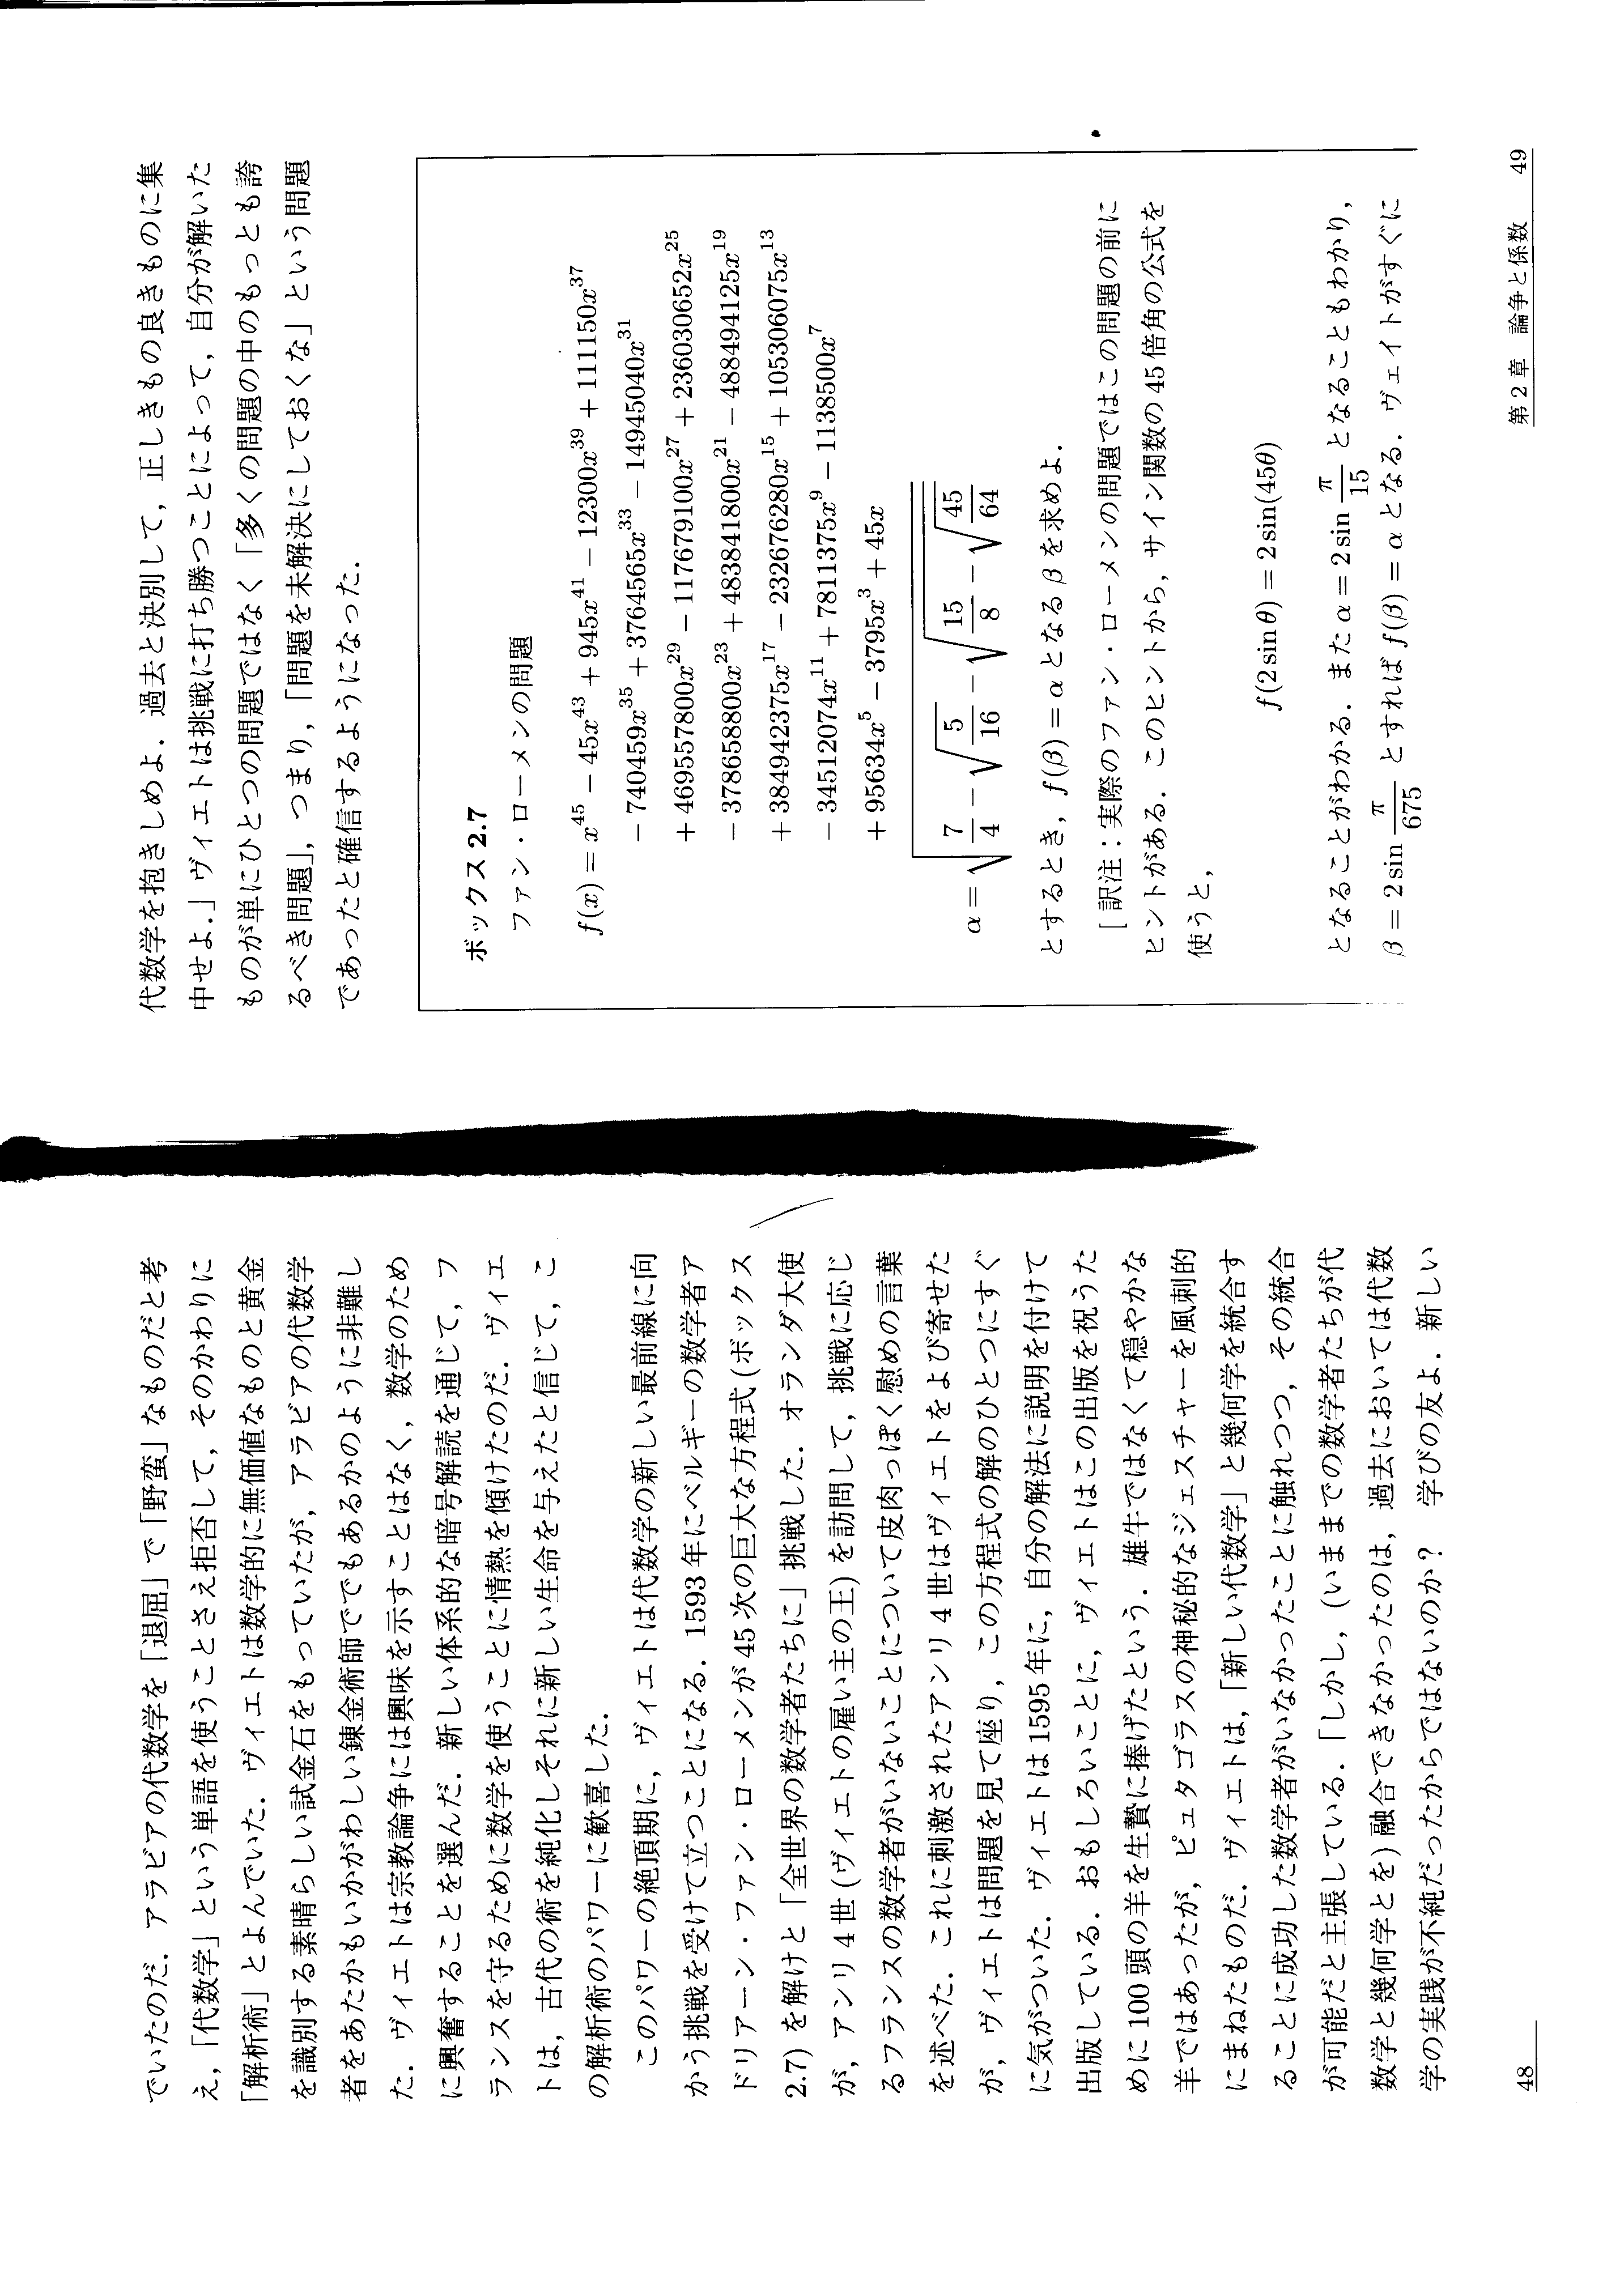 でいたのだ．アラビアの代数学を「退屈」で「野蛮」なものだと考
え，「代数学」という単語を使うことさえ拒否して，そのかわりに
「解析術」とよんでいた．ヴィエトは数学的に無価値なものと黄金
を識別する素晴らしい試金石をもっていたが，アラビアの代数学
者をあたかもいかがわしい錬金術師ででもあるかのように非難し
た．ヴィエトは宗教論争には興味を示すことはなく，数学のため
に興奮することを選んだ．新しい体系的な暗号解読を通じて，フ
ランスを守るために数学を使うことに情熱を傾けたのだ．ヴィエ
トは，古代の術を純化しそれに新しい生命を与えたと信じて，こ
の解析術のパワーに歓喜した．
このパワーの絶頂期に，ヴィエトは代数学の新しい最前線に向
かう挑戦を受けて立つことになる．1593年にベルギーの数学者ア
ドリアーン・ファン・ローメンが45次の巨大な方程式(ボックス
2.7) を解けと「全世界の数学者たちに」挑戦した．オランダ大使
が，アンリ4世(ヴィエトの雇い主の王)を訪問して，挑戦に応じ
るフランスの数学者がいないことについて皮肉っぽく慰めの言葉
を述べた．これに刺激されたアンリ4世はヴィエトをよび寄せた
が，ヴィエトは問題を見て座り，この方程式の解のひとつにすぐ
に気がついた．ヴィエトは1595年に，自分の解法に説明を付けて
出版している．おもしろいことに，ヴィエトはこの出版を祝うた
めに100頭の羊を生贄に捧げたという．雄牛ではなくて穏やかな
羊ではあったが，ピュタゴラスの神秘的なジェスチャーを風刺的
にまねたものだ．ヴィエトは，「新しい代数学」と幾何学を統合す
ることに成功した数学者がいなかったことに触れつつ，その統合
が可能だと主張している．「しかし，(いままでの数学者たちが代
数学と幾何学とを)融合できなかったのは，過去においては代数
学の実践が不純だったからではないのか？　学びの友よ．新しい
48
代数学を抱きしめよ．過去と決別して，正しきもの良きものに集
中せよ．」ヴィエトは挑戦に打ち勝つことによって，自分が解いた
ものが単にひとつの問題ではなく「多くの問題の中のもっとも誇
るべき問題」，つまり，「問題を未解決にしておくな」という問題
であったと確信するようになった．
ボックス 2.7
ファン・ローメンの問題
f(x) = x^45 − 45x^43 + 945x^41 − 12300x^39 + 111150x^37
− 740459x^35 + 3764565x^33 − 14945040x^31
+ 469557800x^29 − 117679100x^27 + 236030652x^25
− 378658800x^23 + 483841800x^21 − 488494125x^19
+ 384942375x^17 − 232676280x^15 + 105306075x^13
− 34512074x^11 + 7811375x^9 − 1138500x^7
+ 95634x^5 − 3795x^3 + 45x
α = √(7/4 − √(5/16) − √(15/8 − √(45/64)))
とするとき，f(β) = α となる β を求めよ．
［訳注：実際のファン・ローメンの問題ではこの問題の前に
ヒントがある．このヒントから，サイン関数の45倍角の公式を
使うと，
f(2 sin θ) = 2 sin(45θ)
となることがわかる．また α = 2 sin π/15 となることもわかり，
β = 2 sin π/675 とすれば f(β) = α となる．ヴェイトがすぐに
第2章　論争と係数　49